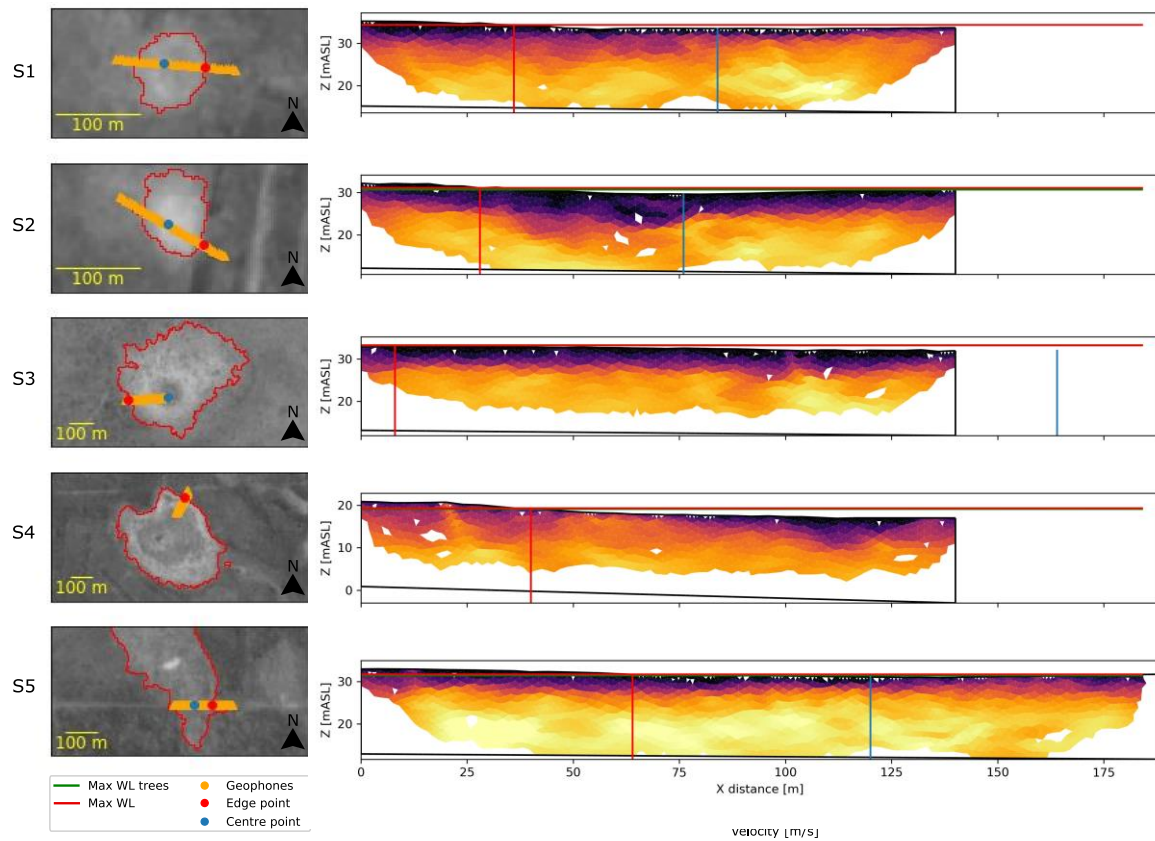 S1
100 m
N
Z [mASL]
30
20
S2
100 m
N
Z [mASL]
30
20
S3
100 m
N
Z [mASL]
30
20
S4
100 m
N
Z [mASL]
20
10
0
S5
100 m
N
Z [mASL]
30
20
0 25 50 75 100 125 150 175
X distance [m]
Max WL trees
Max WL
Geophones
Edge point
Centre point
velocity [m/s]